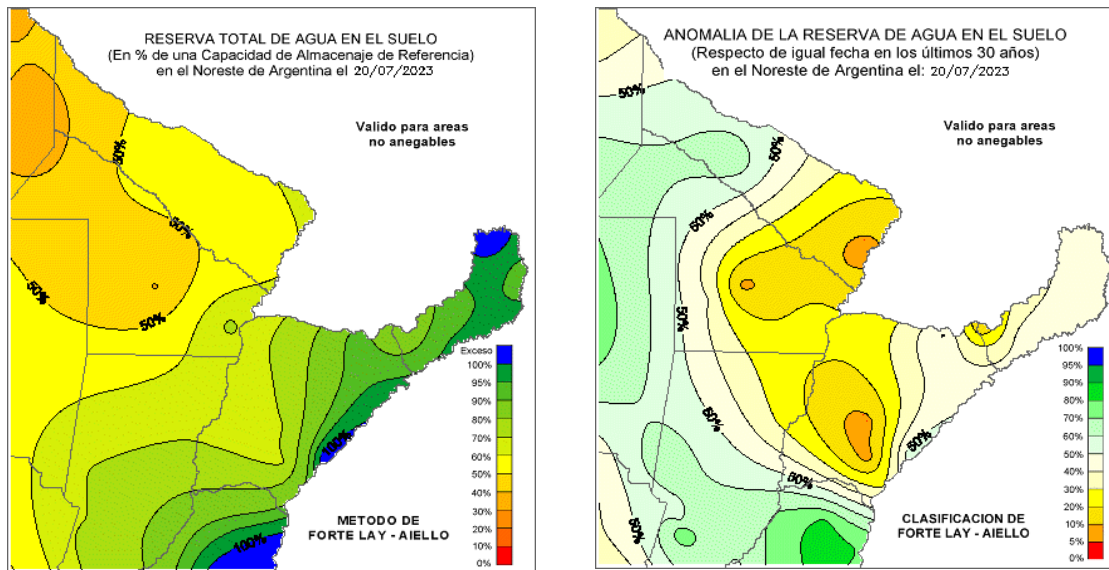 RESERVA TOTAL DE AGUA EN EL SUELO
(En % de una Capacidad de Almacenaje de Referencia)
en el Noreste de Argentina el 20/07/2023
Valido para areas
no anegables
50%
50%
50%
50%
100%
100%
Exceso
100%
95%
90%
80%
70%
60%
50%
40%
30%
20%
10%
0%
METODO DE
FORTE LAY - AIELLO
ANOMALIA DE LA RESERVA DE AGUA EN EL SUELO
(Respecto de igual fecha en los últimos 30 años)
en el Noreste de Argentina el: 20/07/2023
Valido para areas
no anegables
50%
50%
50%
50%
50%
50%
50%
50%
100%
95%
90%
80%
70%
60%
50%
40%
30%
20%
10%
5%
0%
CLASIFICACION DE
FORTE LAY - AIELLO